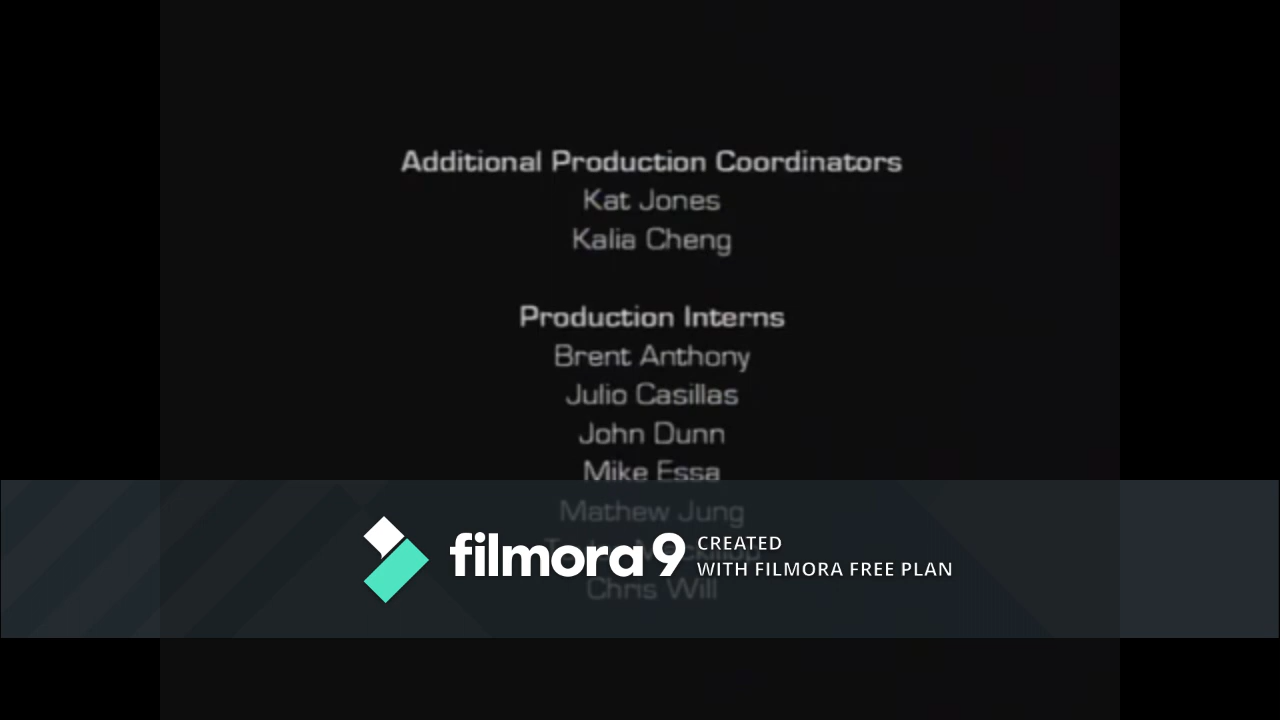 Additional Production Coordinators
Kat Jones
Kalia Cheng
Production Interns
Brent Anthony
Julio Casillas
John Dunn
Mike Essa
Mathew Jung
filmora 9 CREATED
WITH FILMORA FREE PLAN
Chris Will